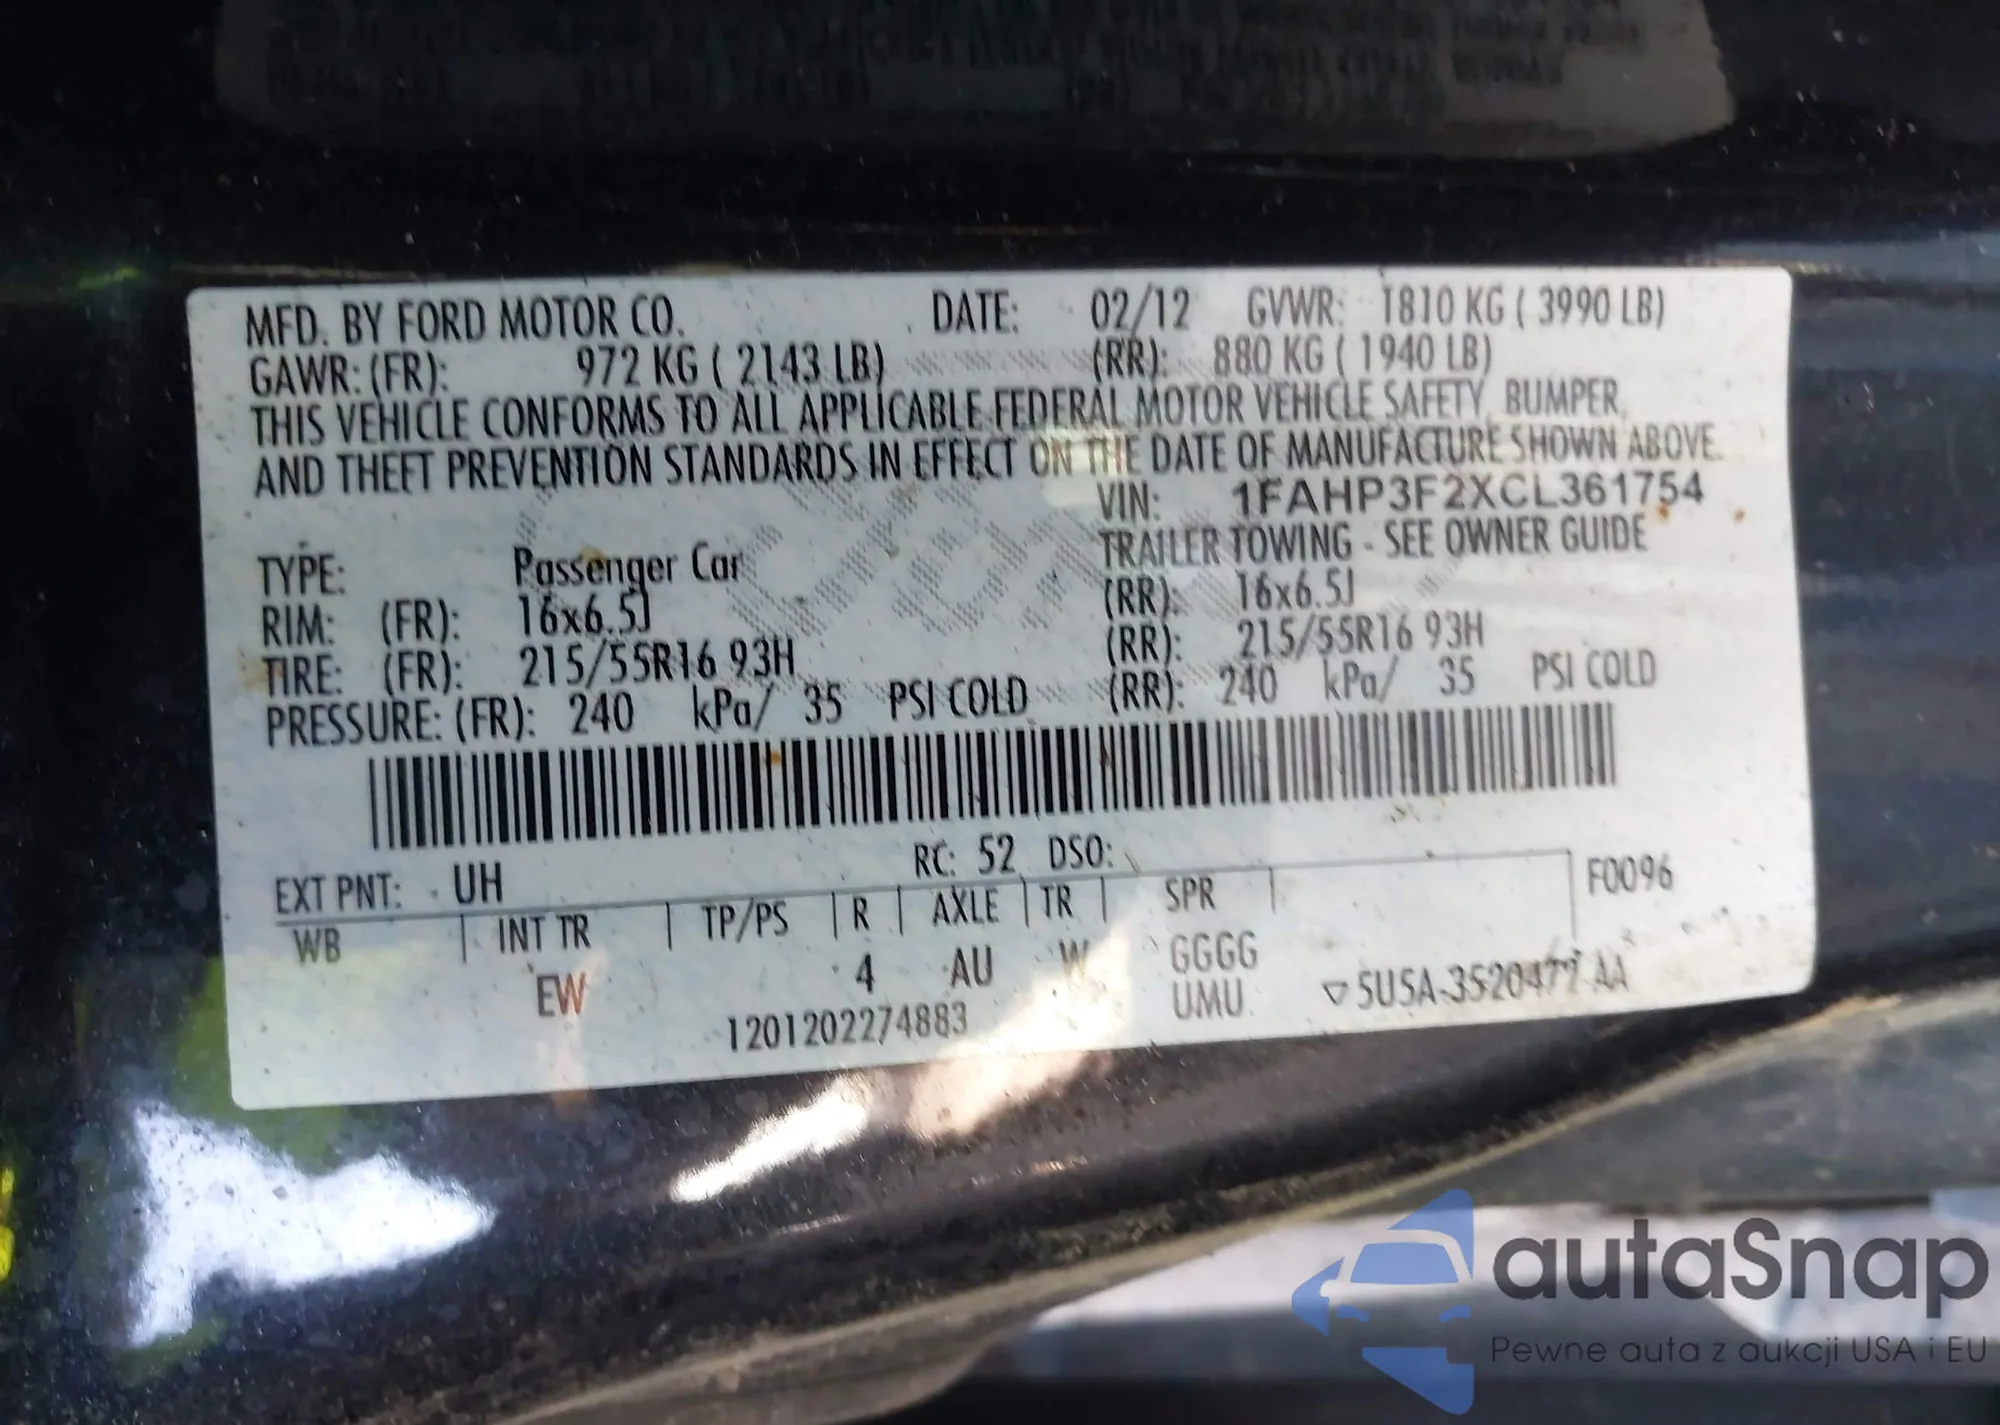 MFD. BY FORD MOTOR CO. DATE: 02/12 GVWR: 1810 KG ( 3990 LB)
GAWR: (FR): 972 KG ( 2143 LB) (RR): 880 KG ( 1940 LB)
THIS VEHICLE CONFORMS TO ALL APPLICABLE FEDERAL MOTOR VEHICLE SAFETY, BUMPER,
AND THEFT PREVENTION STANDARDS IN EFFECT ON THE DATE OF MANUFACTURE SHOWN ABOVE.
VIN: 1FAHP3F2XCL361754
TYPE: Passenger Car TRAILER TOWING - SEE OWNER GUIDE
RIM: (FR): 16x6.5J (RR): 16x6.5J
TIRE: (FR): 215/55R16 93H (RR): 215/55R16 93H
PRESSURE: (FR): 240 kPa/ 35 PSI COLD (RR): 240 kPa/ 35 PSI COLD
EXT PNT: UH RC: 52 DSO:
WB | INT TR | TP/PS | R | AXLE | TR | SPR | F0096
EW 4 AU W GGGG
UMU ▽5U5A-3520472-AA
1201202274883
autaSnap
Pewne auta z aukcji USA i EU